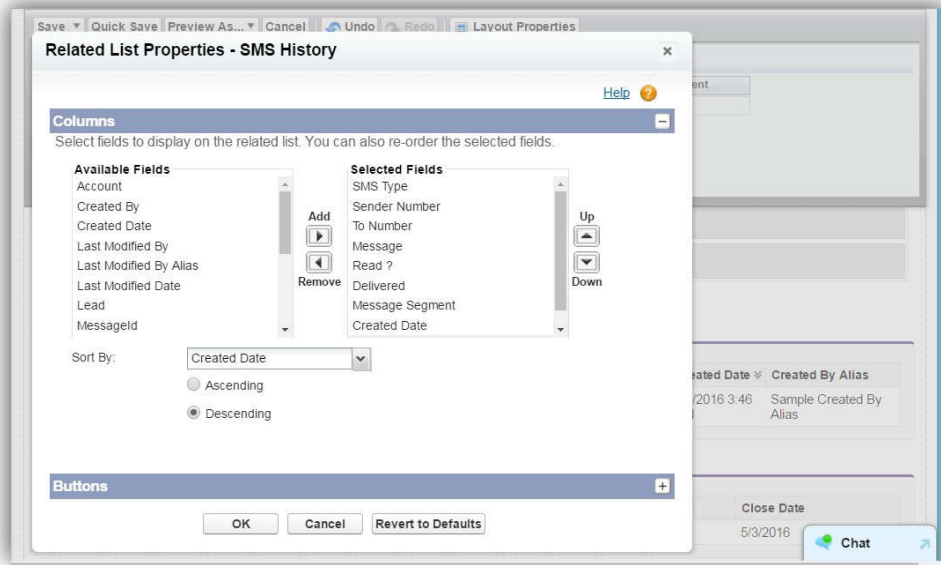 Save ▼ Quick Save Preview As... ▼ Cancel Undo Redo Layout Properties
Related List Properties - SMS History
×
Help ?
ent
Columns
Select fields to display on the related list. You can also re-order the selected fields.
Available Fields
Account
Created By
Created Date
Last Modified By
Last Modified By Alias
Last Modified Date
Lead
MessageId
Add
Remove
Selected Fields
SMS Type
Sender Number
To Number
Message
Read ?
Delivered
Message Segment
Created Date
Up
Down
Sort By: Created Date
Ascending
Descending
eated Date Created By Alias
/2016 3:46 Sample Created By
Alias
Buttons
OK Cancel Revert to Defaults
Close Date
5/3/2016
Chat